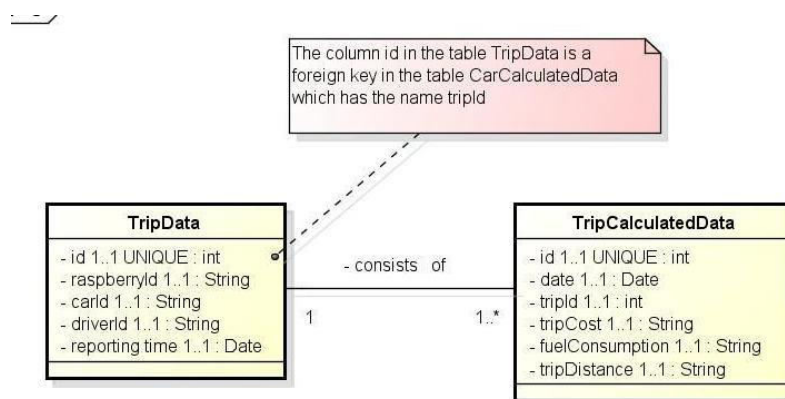 The column id in the table TripData is a
foreign key in the table CarCalculatedData
which has the name tripId
TripData
- id 1..1 UNIQUE : int
- raspberryId 1..1 : String
- carId 1..1 : String
- driverId 1..1 : String
- reporting time 1..1 : Date
- consists of
1
1..*
TripCalculatedData
- id 1..1 UNIQUE : int
- date 1..1 : Date
- tripId 1..1 : int
- tripCost 1..1 : String
- fuelConsumption 1..1 : String
- tripDistance 1..1 : String